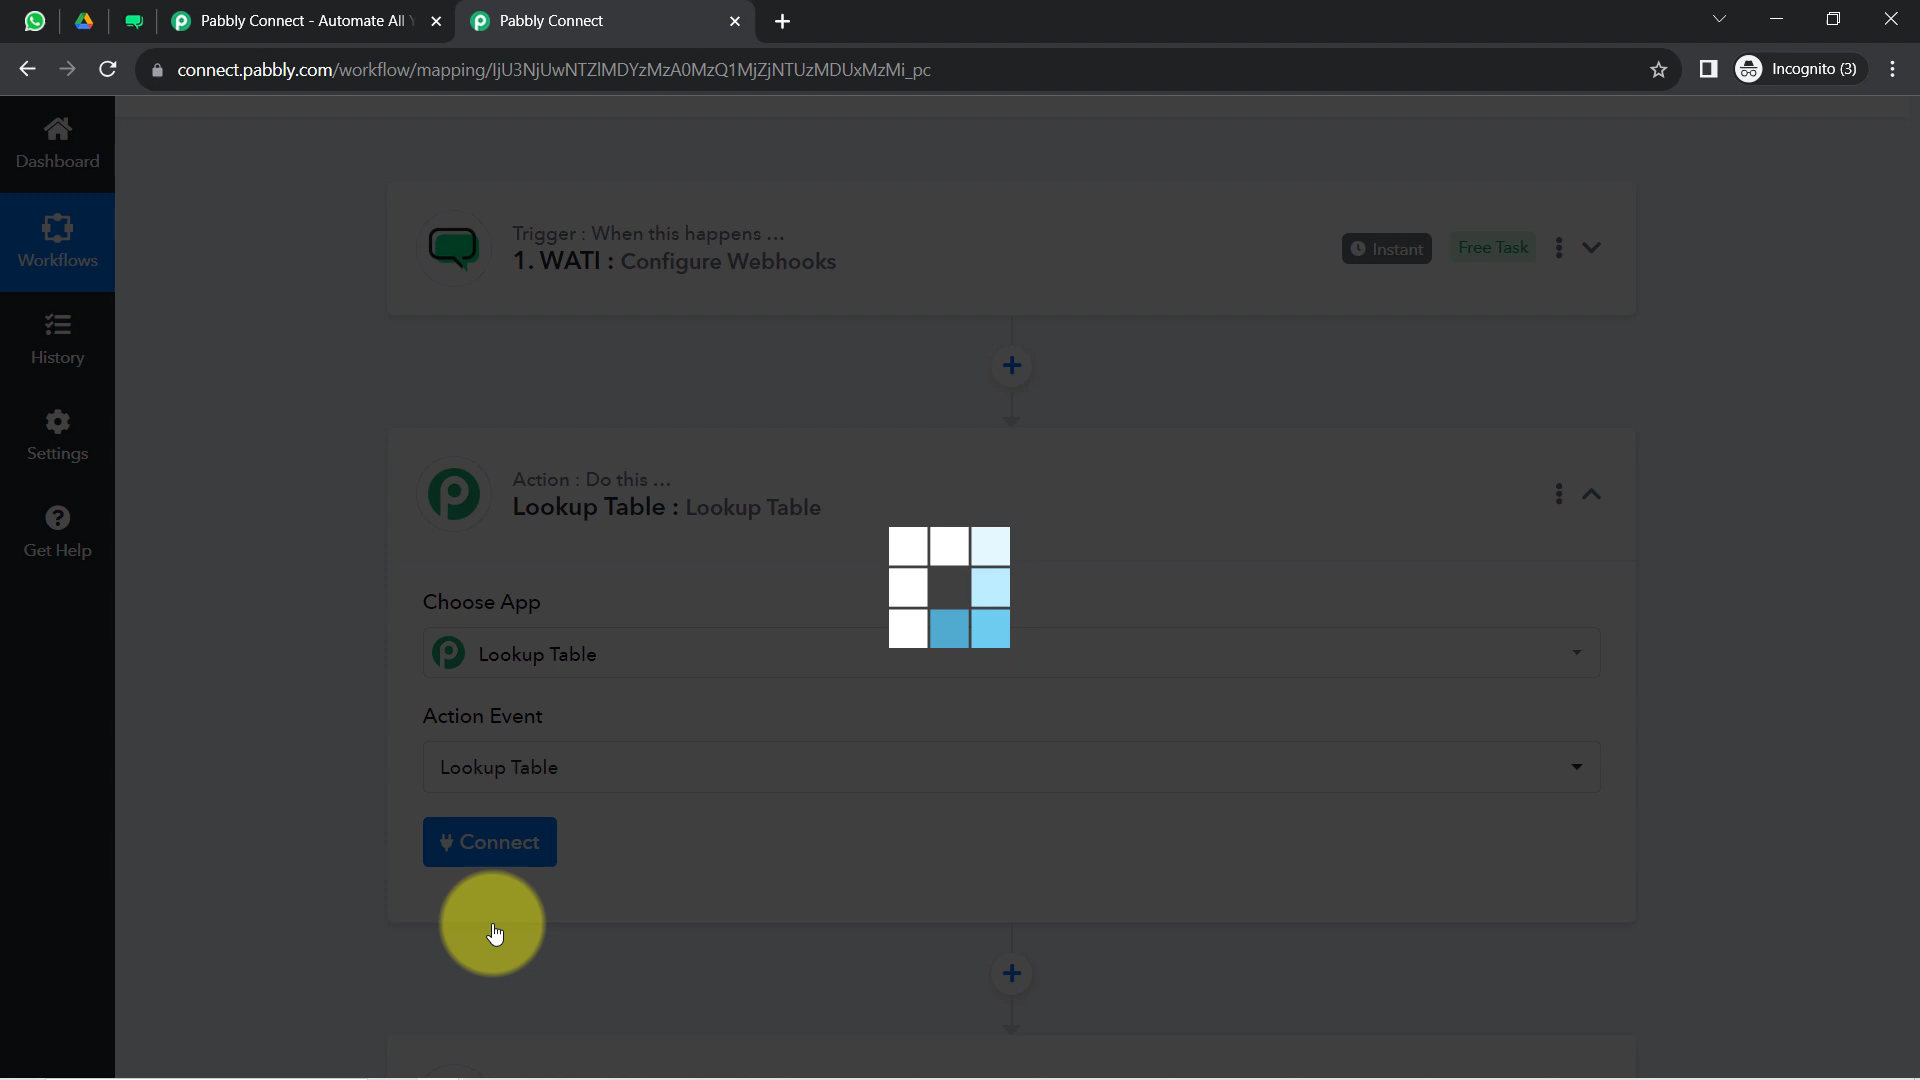 Pabbly Connect - Automate All
Pabbly Connect
connect.pabbly.com/workflow/mapping/IjU3NjUwNTZlMDYzMzA0MzQ1MjZjNTUzMDUxMzMi_pc
Incognito (3)
Dashboard
Workflows
History
Settings
Get Help
Trigger : When this happens ...
1. WATI : Configure Webhooks
Instant
Free Task
Action : Do this ...
Lookup Table : Lookup Table
Choose App
Lookup Table
Action Event
Lookup Table
Connect